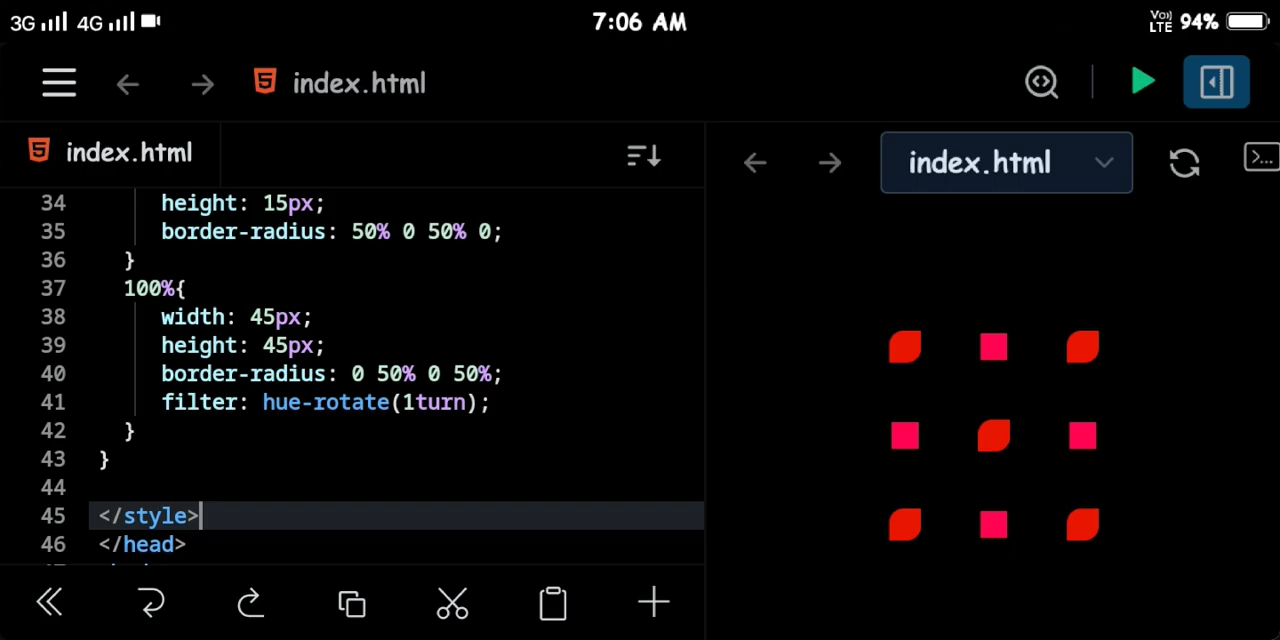 3G 4G 7:06 AM Vo) LTE 94%
index.html
index.html
index.html
34 height: 15px;
35 border-radius: 50% 0 50% 0;
36 }
37 100%{
38 width: 45px;
39 height: 45px;
40 border-radius: 0 50% 0 50%;
41 filter: hue-rotate(1turn);
42 }
43 }
44
45 </style>
46 </head>